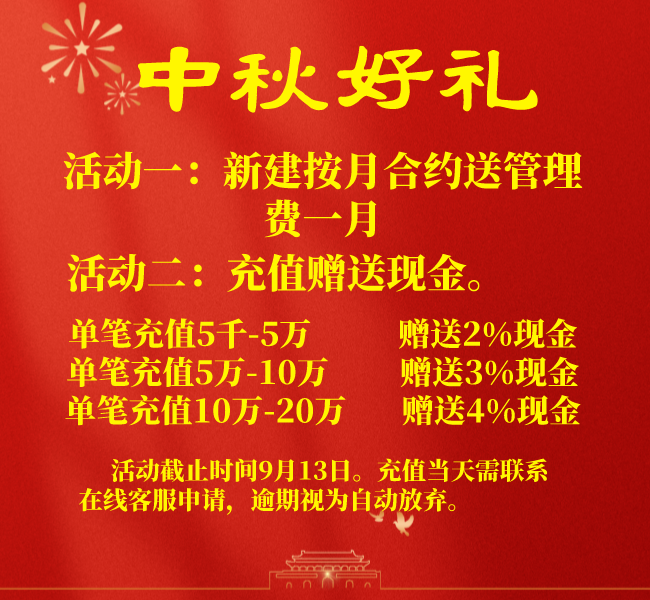 中秋好礼
活动一：新建按月合约送管理
费一月
活动二：充值赠送现金。
单笔充值5千-5万 赠送2%现金
单笔充值5万-10万 赠送3%现金
单笔充值10万-20万 赠送4%现金
活动截止时间9月13日。充值当天需联系
在线客服申请，逾期视为自动放弃。